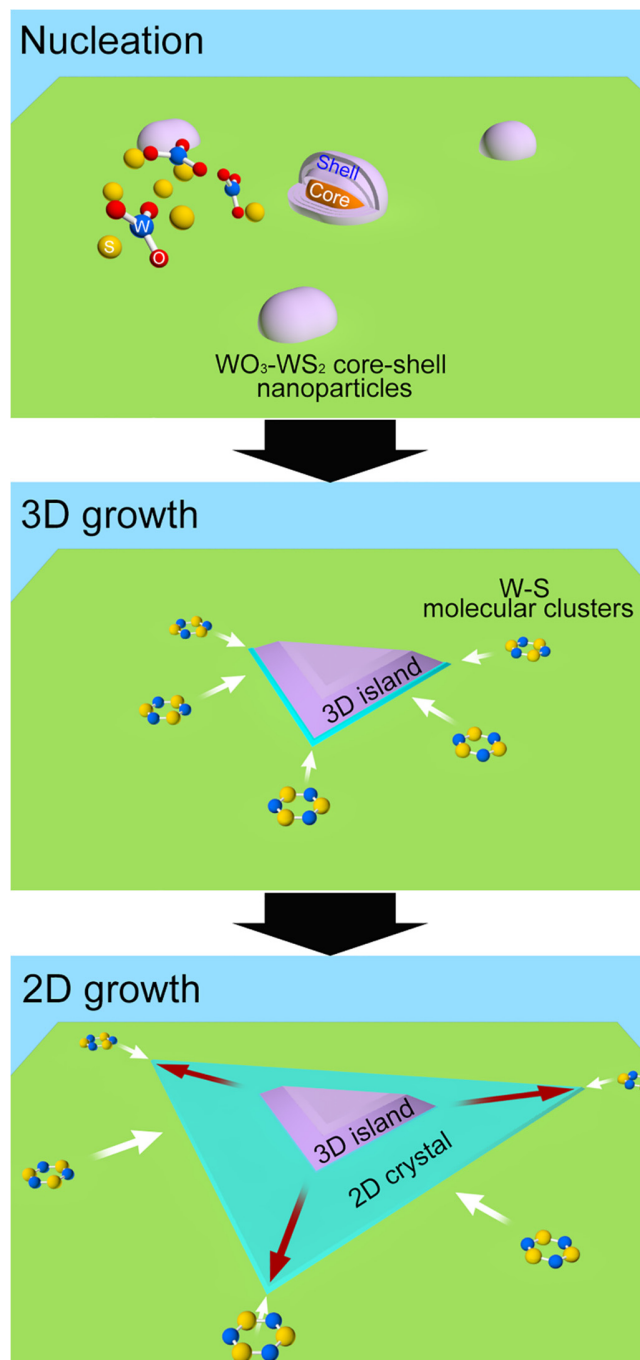 Nucleation
Shell
Core
W
S
O
WO₃-WS₂ core-shell
nanoparticles
3D growth
W-S
molecular clusters
3D island
2D growth
3D island
2D crystal